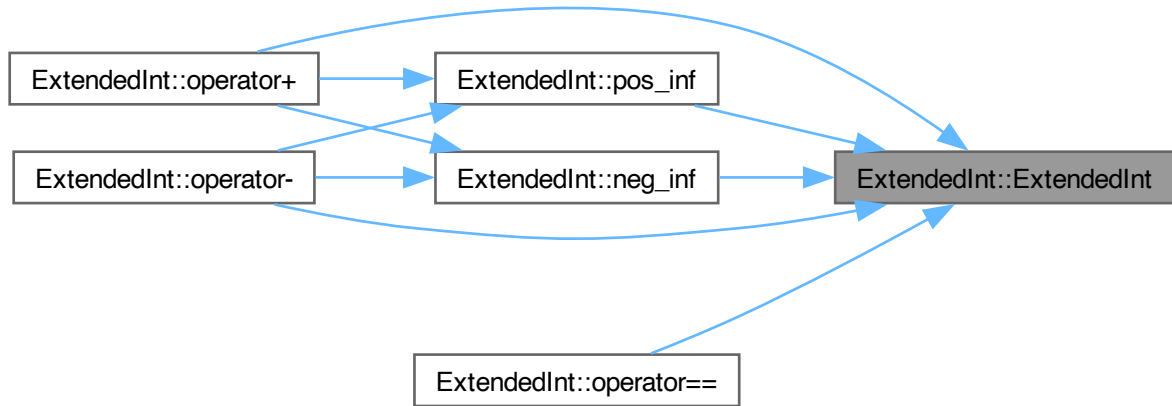 ExtendedInt::operator+
ExtendedInt::pos_inf
ExtendedInt::operator-
ExtendedInt::neg_inf
ExtendedInt::ExtendedInt
ExtendedInt::operator==